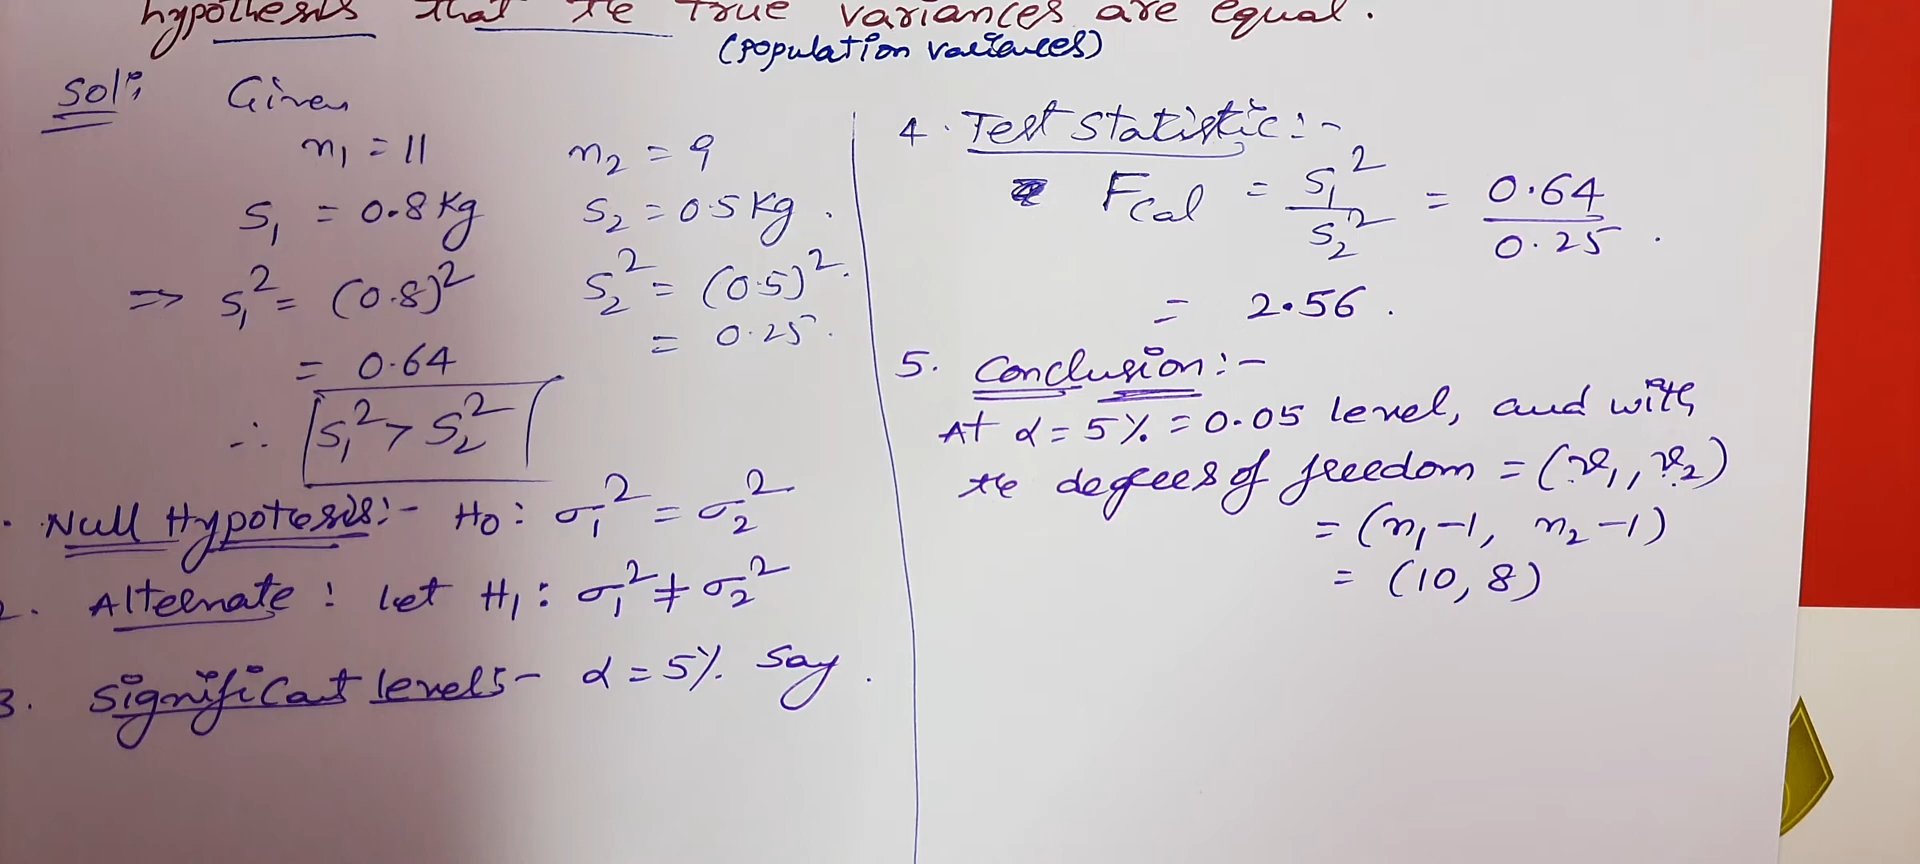 hypothesis that the true variances are equal.
(population variances)
Sol:
Given
n₁ = 11 n₂ = 9
S₁ = 0.8 kg S₂ = 0.5 kg.
⇒ S₁² = (0.8)² S₂² = (0.5)².
= 0.64 = 0.25.
∴ S₁² > S₂²
. Null Hypotesis:- H₀: σ₁² = σ₂²
2. Alternate : let H₁: σ₁² ≠ σ₂²
3. Significant level:- α = 5% say.
4. Test Statistic:-
Fcal = S₁²/S₂² = 0.64/0.25.
= 2.56.
5. Conclusion:-
At α = 5% = 0.05 level, and with
the degrees of freedom = (ν₁, ν₂)
= (n₁-1, n₂-1)
= (10, 8)